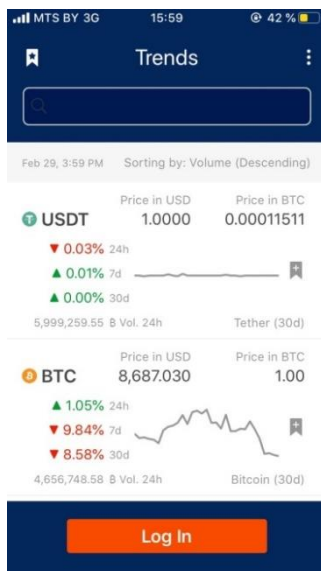 MTS BY 3G 15:59 42 %
Trends
Feb 29, 3:59 PM Sorting by: Volume (Descending)
Price in USD Price in BTC
USDT 1.0000 0.00011511
▼ 0.03% 24h
▲ 0.01% 7d
▲ 0.00% 30d
5,999,259.55 ₿ Vol. 24h Tether (30d)
Price in USD Price in BTC
BTC 8,687.030 1.00
▲ 1.05% 24h
▼ 9.84% 7d
▼ 8.58% 30d
4,656,748.58 ₿ Vol. 24h Bitcoin (30d)
Log In